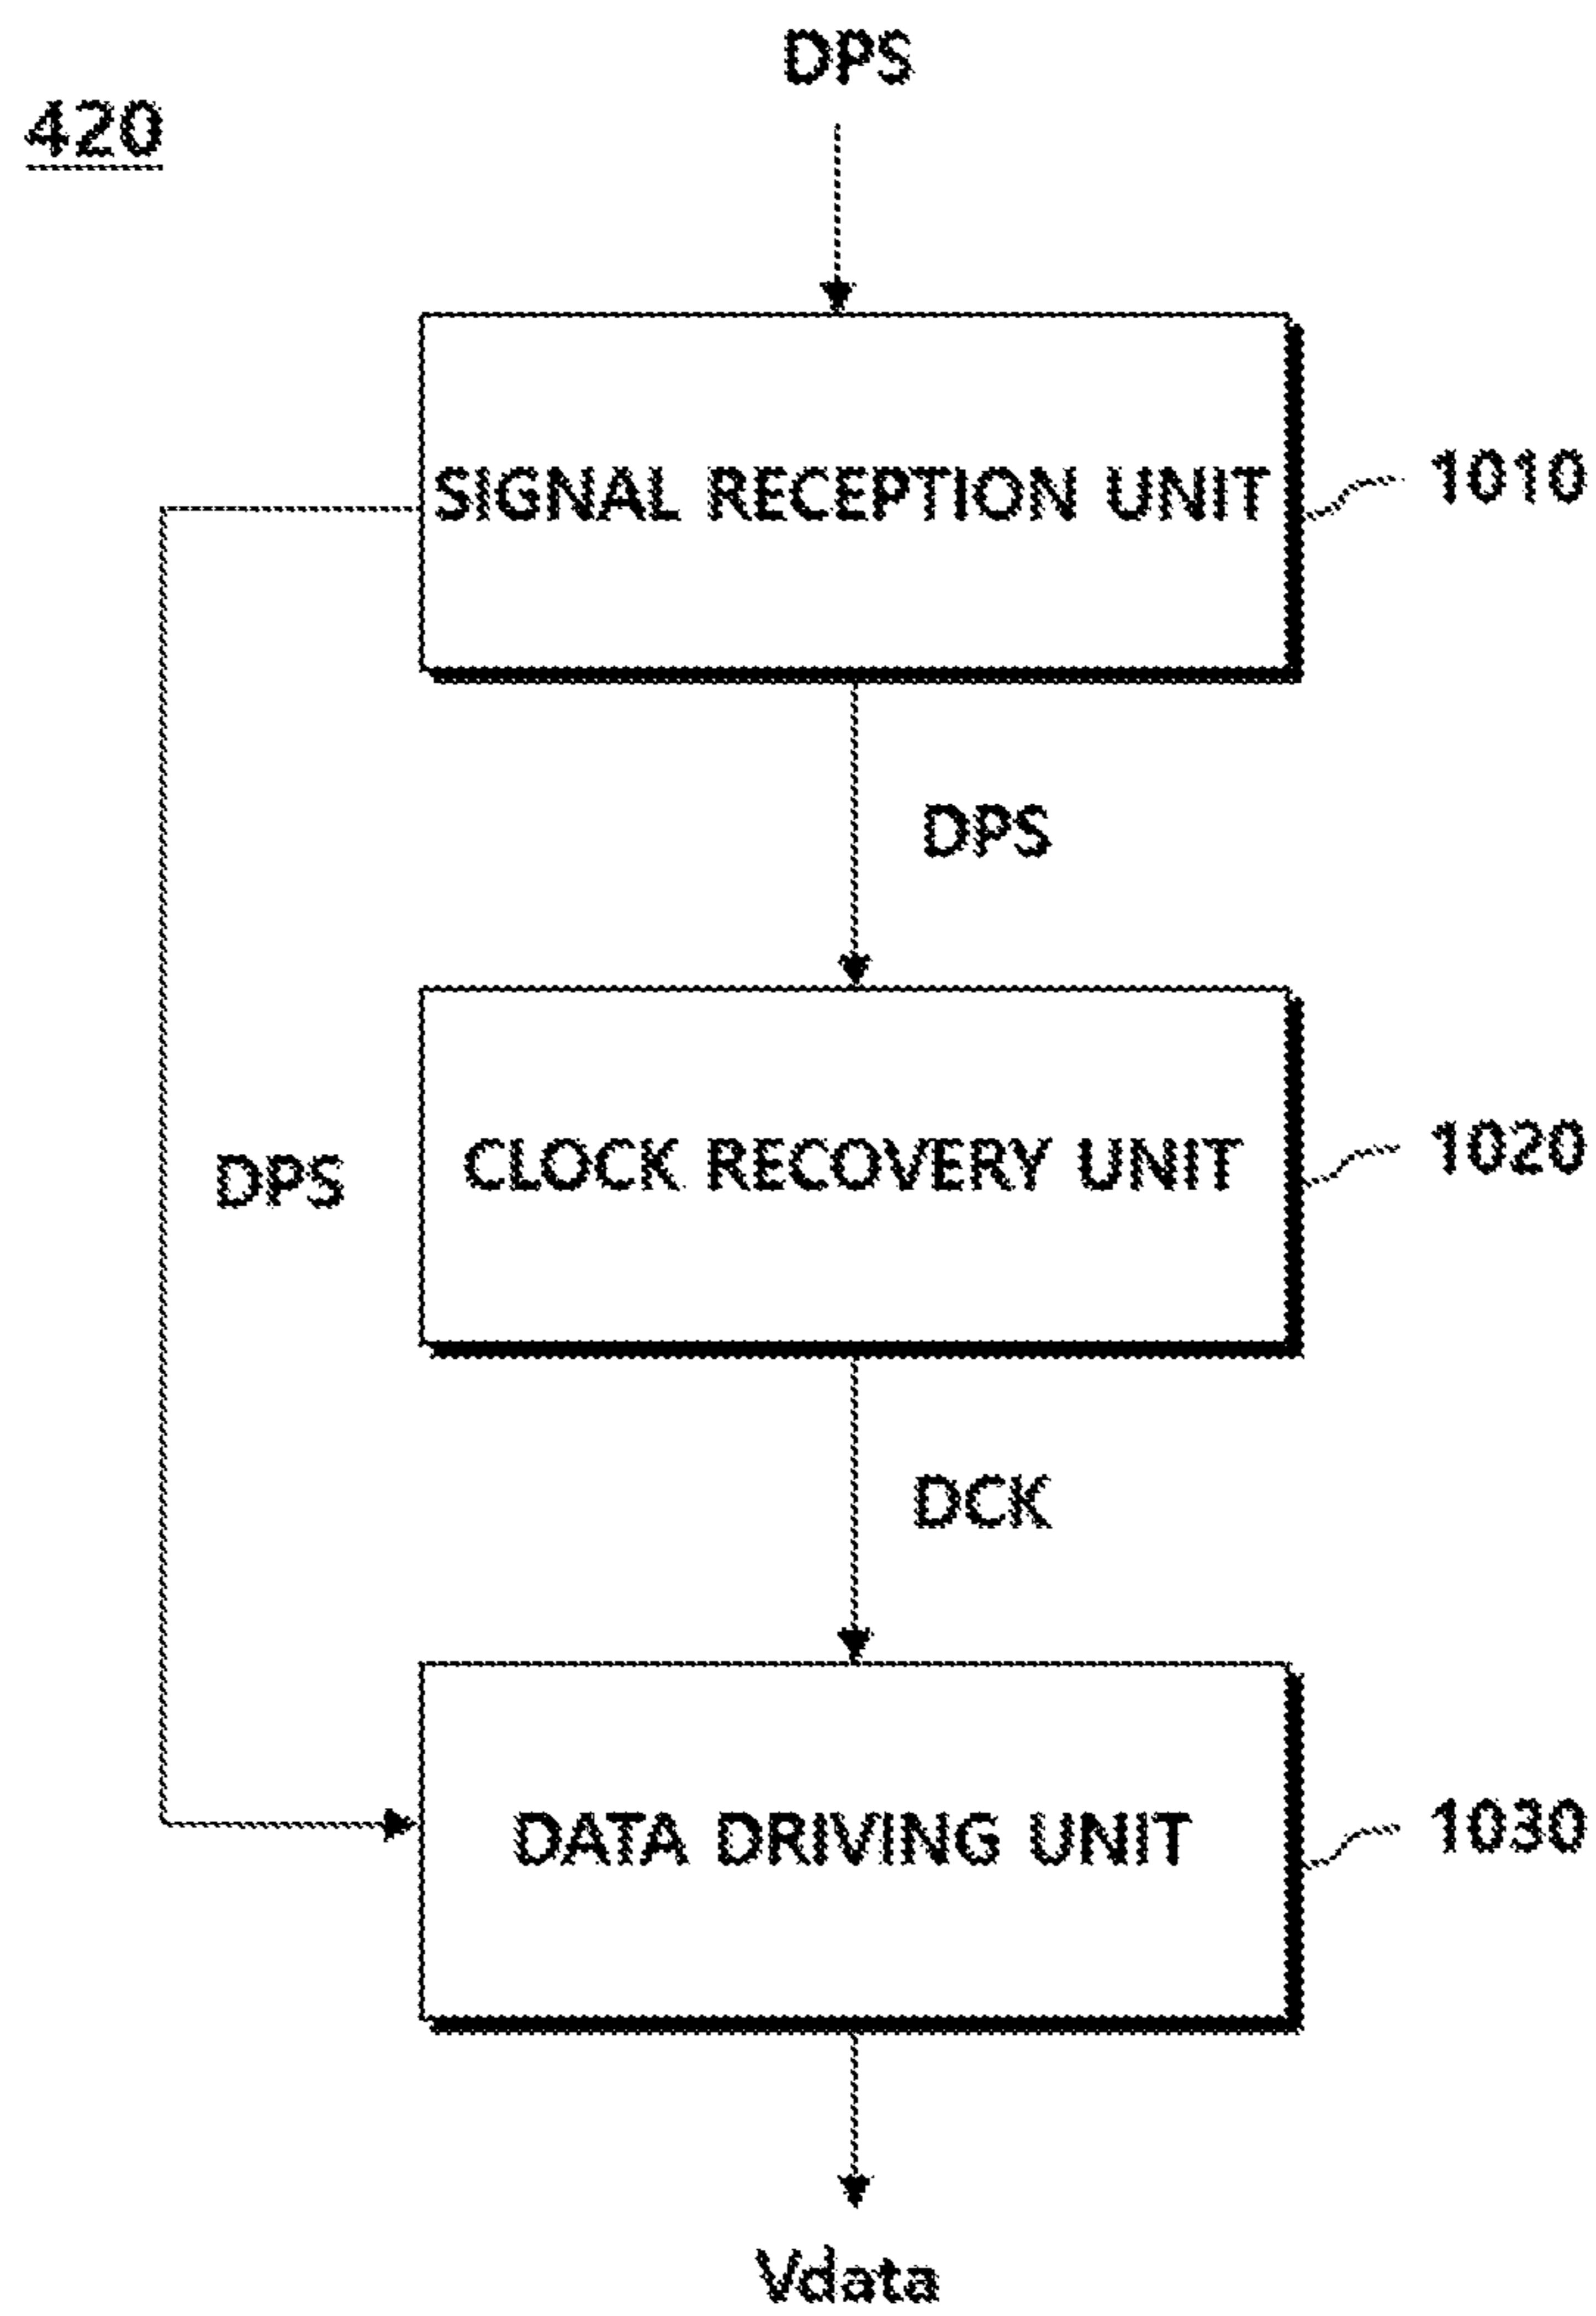 DPS
420
SIGNAL RECEPTION UNIT
1010
DPS
CLOCK RECOVERY UNIT
1020
DPS
DCK
DATA DRIVING UNIT
1030
Vdata